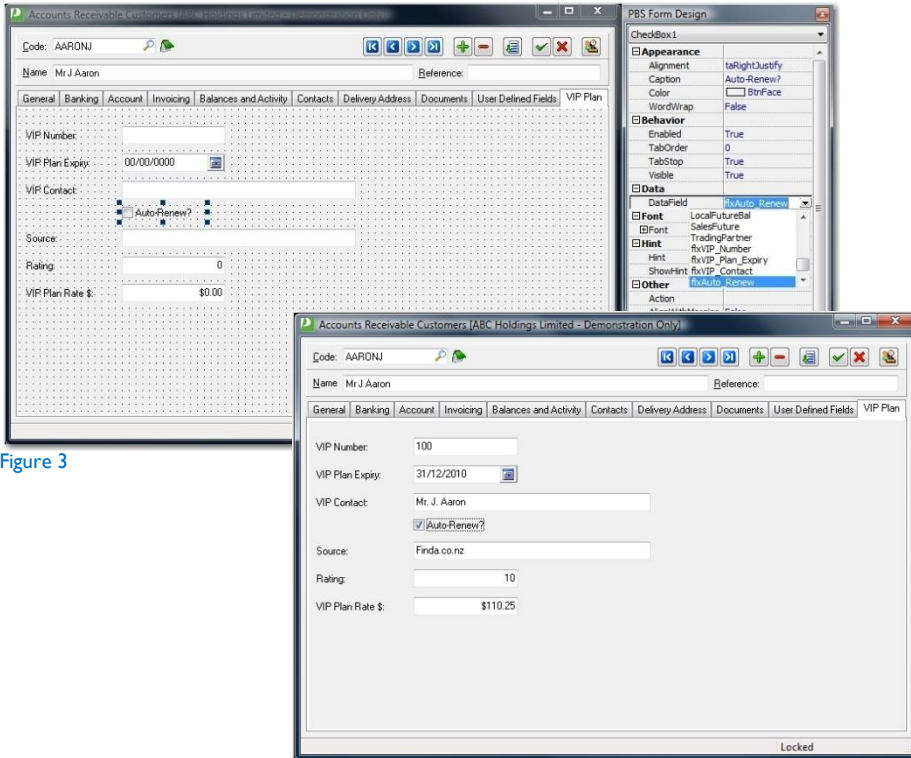 Accounts Receivable Customers [ABC Holdings Limited - Demonstration Only]
Code: AARONJ
Name Mr J Aaron Reference:
General Banking Account Invoicing Balances and Activity Contacts Delivery Address Documents User Defined Fields VIP Plan
VIP Number:
VIP Plan Expiry: 00/00/0000
VIP Contact:
Auto-Renew?
Source:
Rating: 0
VIP Plan Rate $: $0.00
PBS Form Design
CheckBox1
Appearance
Alignment taRightJustify
Caption Auto-Renew?
Color BtnFace
WordWrap False
Behavior
Enabled True
TabOrder 0
TabStop True
Visible True
Data
DataField flxAuto_Renew
Font LocalFutureBal
Font SalesFuture
TradingPartner
Hint flxVIP_Number
Hint flxVIP_Plan_Expiry
ShowHint flxVIP_Contact
Other flxAuto_Renew
Action
Figure 3
Accounts Receivable Customers [ABC Holdings Limited - Demonstration Only]
Code: AARONJ
Name Mr J Aaron Reference:
General Banking Account Invoicing Balances and Activity Contacts Delivery Address Documents User Defined Fields VIP Plan
VIP Number: 100
VIP Plan Expiry: 31/12/2010
VIP Contact: Mr. J. Aaron
Auto-Renew?
Source: Finda.co.nz
Rating: 10
VIP Plan Rate $: $110.25
Locked